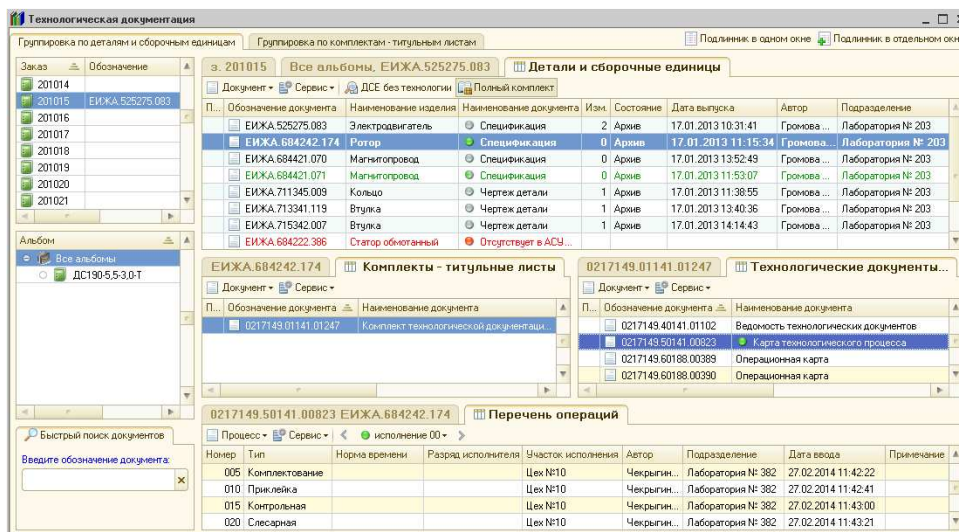 Технологическая документация
Группировка по деталям и сборочным единицам Группировка по комплектам - титульным листам Подлинник в одном окне Подлинник в отдельном окне
Заказ Обозначение
201014
201015 ЕИЖА.525275.083
201016
201017
201018
201019
201020
201021
Альбом
Все альбомы
ДС190-5,5-3,0-Т
Быстрый поиск документов
Введите обозначение документа:
з. 201015 Все альбомы, ЕИЖА.525275.083 Детали и сборочные единицы
Документ Сервис ДСЕ без технологии Полный комплект
П... Обозначение документа Наименование изделия Наименование документа Изм. Состояние Дата выпуска Автор Подразделение
ЕИЖА.525275.083 Электродвигатель Спецификация 2 Архив 17.01.2013 10:31:41 Громова ... Лаборатория № 203
ЕИЖА.684242.174 Ротор Спецификация 0 Архив 17.01.2013 11:15:34 Громова... Лаборатория № 203
ЕИЖА.684421.070 Магнитопровод Спецификация 0 Архив 17.01.2013 13:52:49 Громова ... Лаборатория № 203
ЕИЖА.684421.071 Магнитопровод Спецификация 0 Архив 17.01.2013 11:53:07 Громова ... Лаборатория № 203
ЕИЖА.711345.009 Кольцо Чертеж детали 1 Архив 17.01.2013 11:38:55 Громова ... Лаборатория № 203
ЕИЖА.713341.119 Втулка Чертеж детали 1 Архив 17.01.2013 13:40:36 Громова ... Лаборатория № 203
ЕИЖА.715342.007 Втулка Чертеж детали 1 Архив 17.01.2013 14:14:43 Громова ... Лаборатория № 203
ЕИЖА.684222.386 Статор обмотанный Отсутствует в АСУ...
ЕИЖА.684242.174 Комплекты - титульные листы
Документ Сервис
П... Обозначение документа Наименование документа
0217149.01141.01247 Комплект технологической документаци...
0217149.01141.01247 Технологические документы...
Документ Сервис
П... Обозначение документа Наименование документа
0217149.40141.01102 Ведомость технологических документов
0217149.50141.00823 Карта технологического процесса
0217149.60188.00389 Операционная карта
0217149.60188.00390 Операционная карта
0217149.50141.00823 ЕИЖА.684242.174 Перечень операций
Процесс Сервис < исполнение 00 >
Номер Тип Норма времени Разряд исполнителя Участок исполнения Автор Подразделение Дата ввода Примечание
005 Комплектование Цех №10 Чекрыгин... Лаборатория № 382 27.02.2014 11:42:22
010 Приклейка Цех №10 Чекрыгин... Лаборатория № 382 27.02.2014 11:42:41
015 Контрольная Цех №10 Чекрыгин... Лаборатория № 382 27.02.2014 11:43:00
020 Слесарная Цех №10 Чекрыгин... Лаборатория № 382 27.02.2014 11:43:21